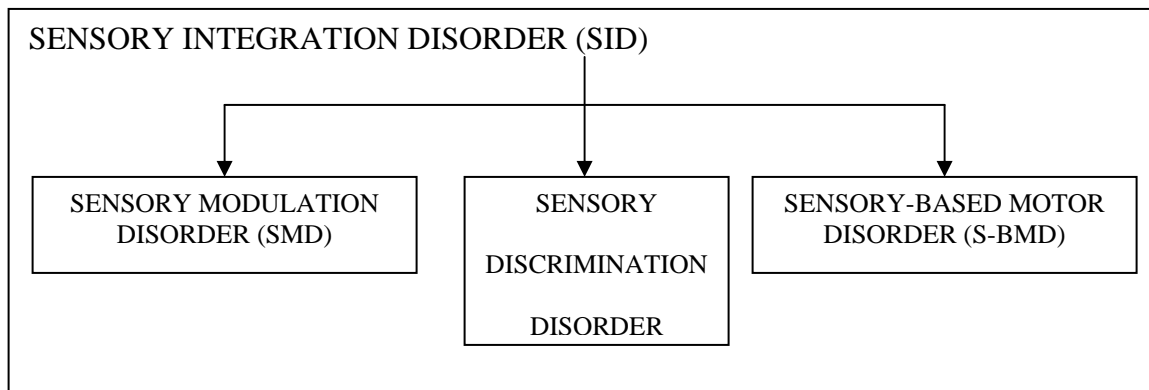 SENSORY INTEGRATION DISORDER (SID)
SENSORY MODULATION
DISORDER (SMD)
SENSORY
DISCRIMINATION
DISORDER
SENSORY-BASED MOTOR
DISORDER (S-BMD)